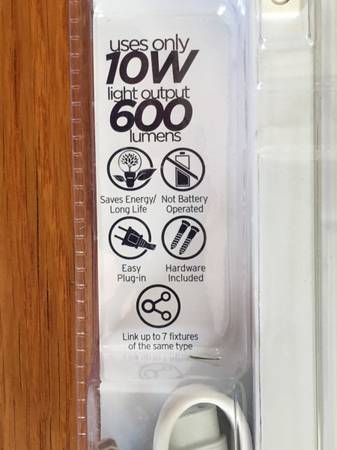 uses only
10W
light output
600
lumens
Saves Energy/ Not Battery
Long Life Operated
Easy Hardware
Plug-in Included
Link up to 7 fixtures
of the same type